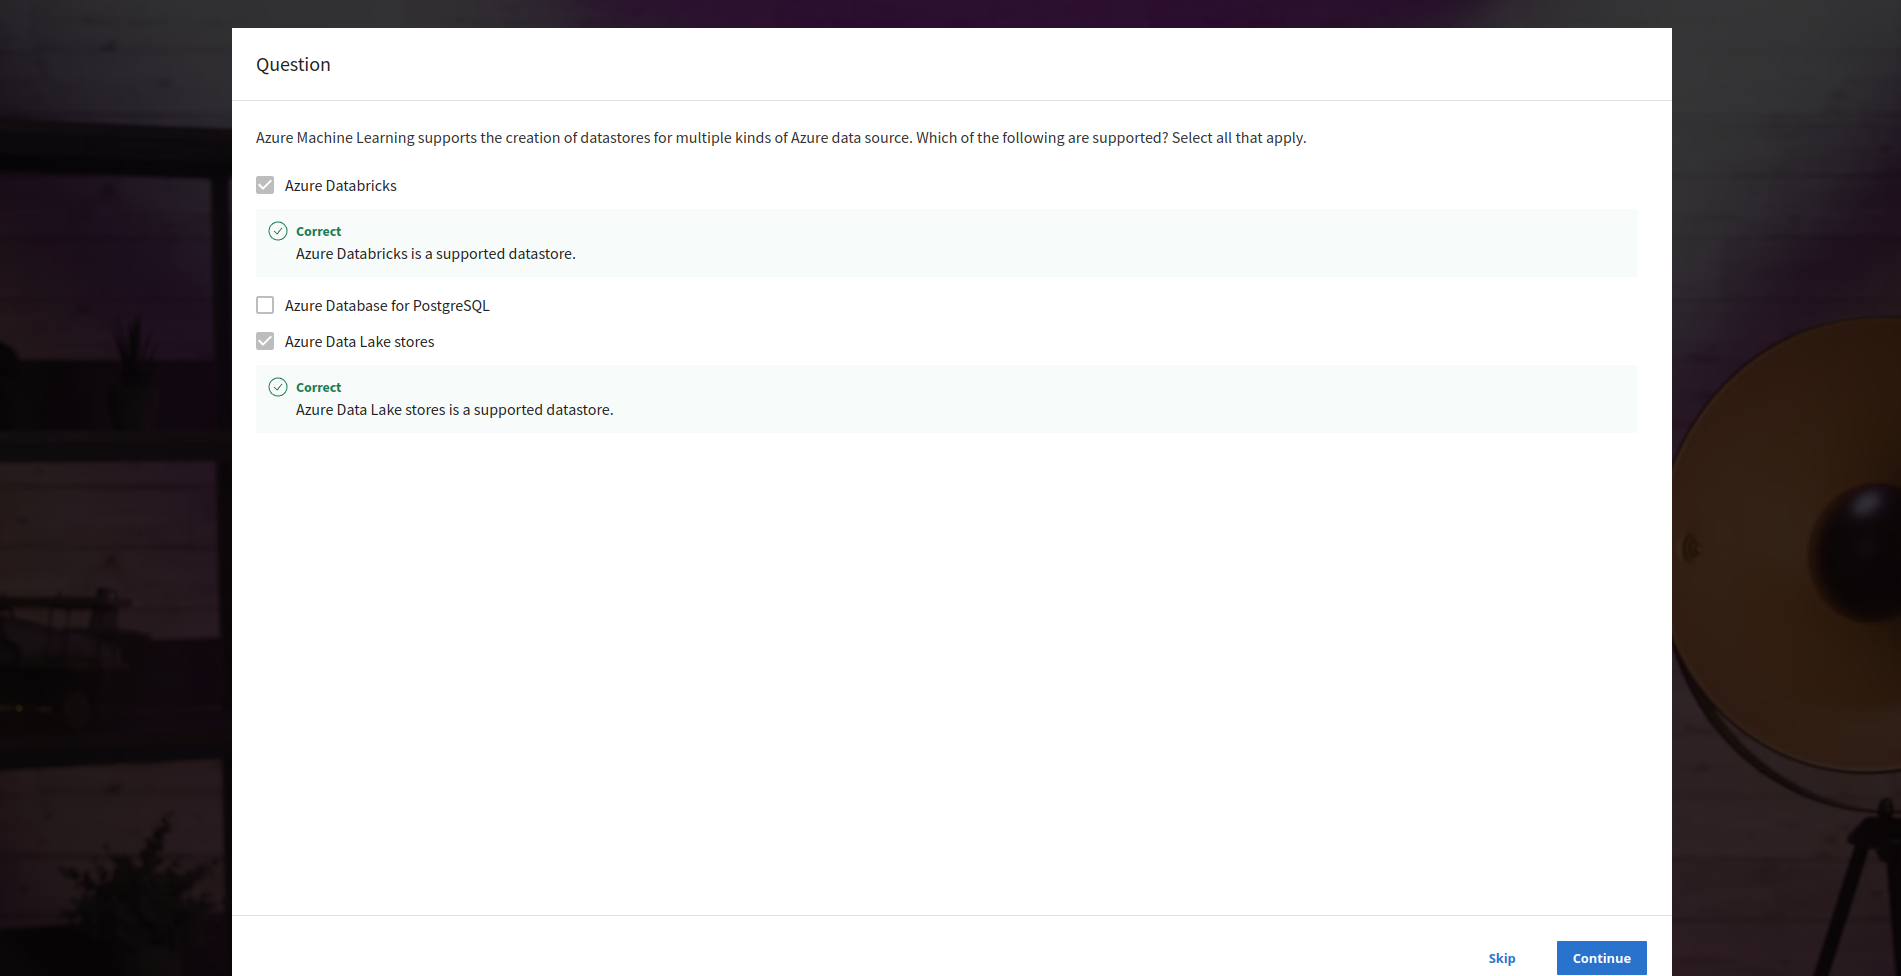 Question
Azure Machine Learning supports the creation of datastores for multiple kinds of Azure data source. Which of the following are supported? Select all that apply.
Azure Databricks
Correct
Azure Databricks is a supported datastore.
Azure Database for PostgreSQL
Azure Data Lake stores
Correct
Azure Data Lake stores is a supported datastore.
Skip
Continue